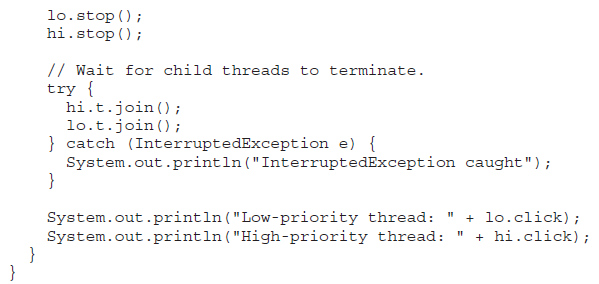 lo.stop();
hi.stop();
// Wait for child threads to terminate.
try {
hi.t.join();
lo.t.join();
} catch (InterruptedException e) {
System.out.println("InterruptedException caught");
}
System.out.println("Low-priority thread: " + lo.click);
System.out.println("High-priority thread: " + hi.click);
}
}